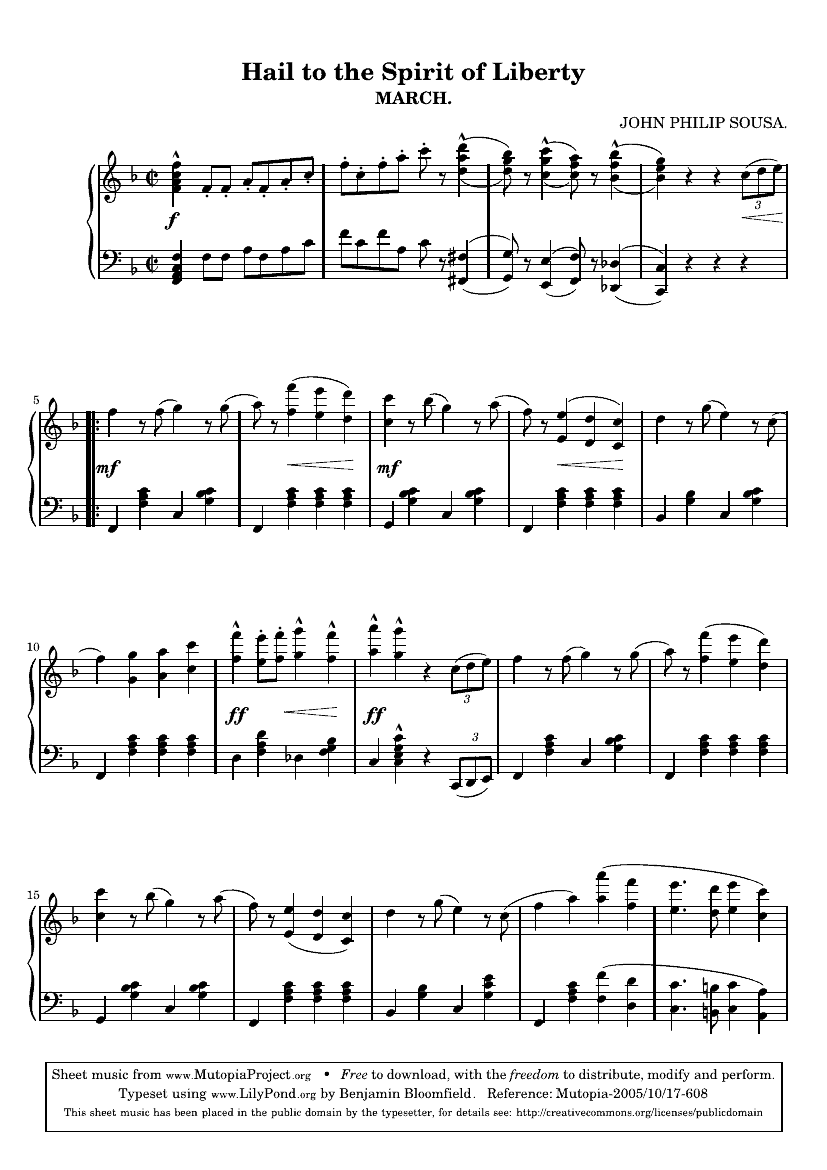 Hail to the Spirit of Liberty
MARCH.
JOHN PHILIP SOUSA.
f
3
5
mf
mf
10
3
ff
ff
3
15
Sheet music from www.MutopiaProject.org • Free to download, with the freedom to distribute, modify and perform.
Typeset using www.LilyPond.org by Benjamin Bloomfield. Reference: Mutopia-2005/10/17-608
This sheet music has been placed in the public domain by the typesetter, for details see: http://creativecommons.org/licenses/publicdomain